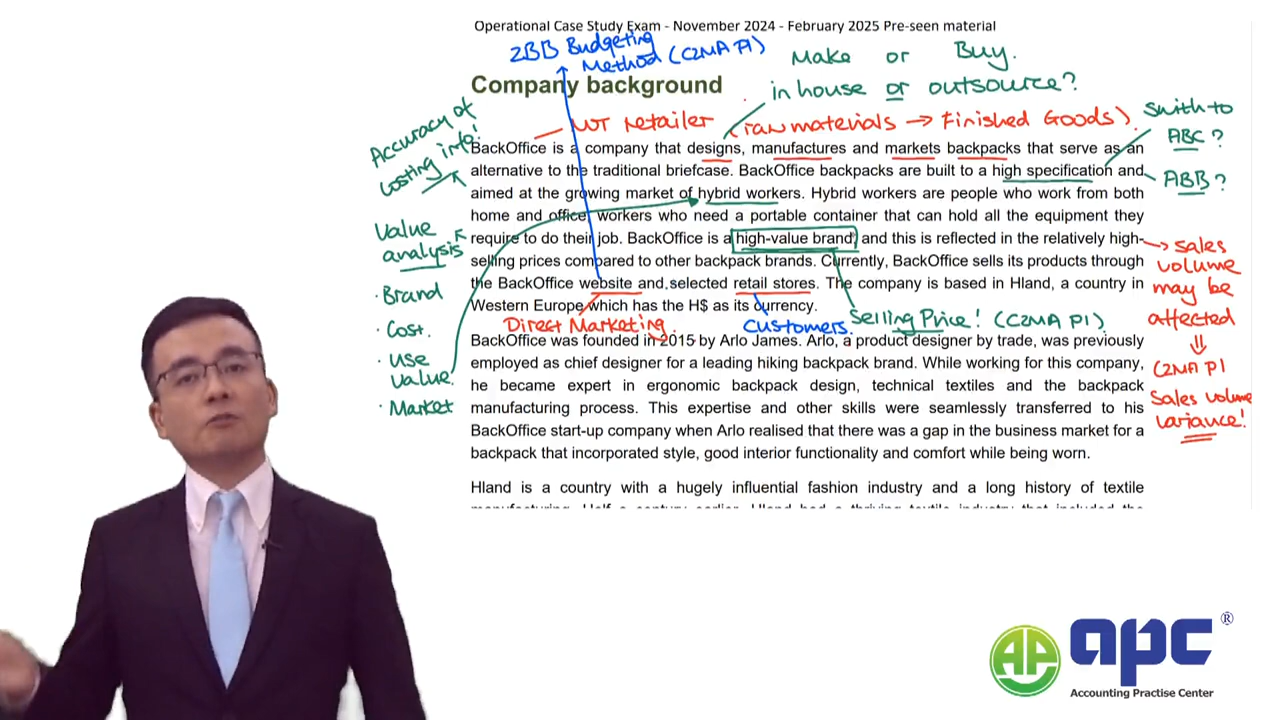 Operational Case Study Exam - November 2024 - February 2025 Pre-seen material
ZBB Budgeting
Method (CIMA P1)
Make or Buy.
in house or outsource?
Company background
NOT retailer (raw materials → Finished Goods).
Accuracy of
costing info!
Swith to
ABC?
ABB?
BackOffice is a company that designs, manufactures and markets backpacks that serve as an
alternative to the traditional briefcase. BackOffice backpacks are built to a high specification and
aimed at the growing market of hybrid workers. Hybrid workers are people who work from both
home and office workers who need a portable container that can hold all the equipment they
require to do their job. BackOffice is a high-value brand, and this is reflected in the relatively high-
selling prices compared to other backpack brands. Currently, BackOffice sells its products through
the BackOffice website and selected retail stores. The company is based in Hland, a country in
Western Europe which has the H$ as its currency.
Value
analysis
· Brand
· Cost.
· Use
value.
· Market
→ Sales
volume
may be
affected
⇓
CIMA P1
Sales volume
variance!
Direct Marketing.
Customers.
Selling Price! (CIMA P1)
BackOffice was founded in 2015 by Arlo James. Arlo, a product designer by trade, was previously
employed as chief designer for a leading hiking backpack brand. While working for this company,
he became expert in ergonomic backpack design, technical textiles and the backpack
manufacturing process. This expertise and other skills were seamlessly transferred to his
BackOffice start-up company when Arlo realised that there was a gap in the business market for a
backpack that incorporated style, good interior functionality and comfort while being worn.
Hland is a country with a hugely influential fashion industry and a long history of textile
AP
apc®
Accounting Practise Center